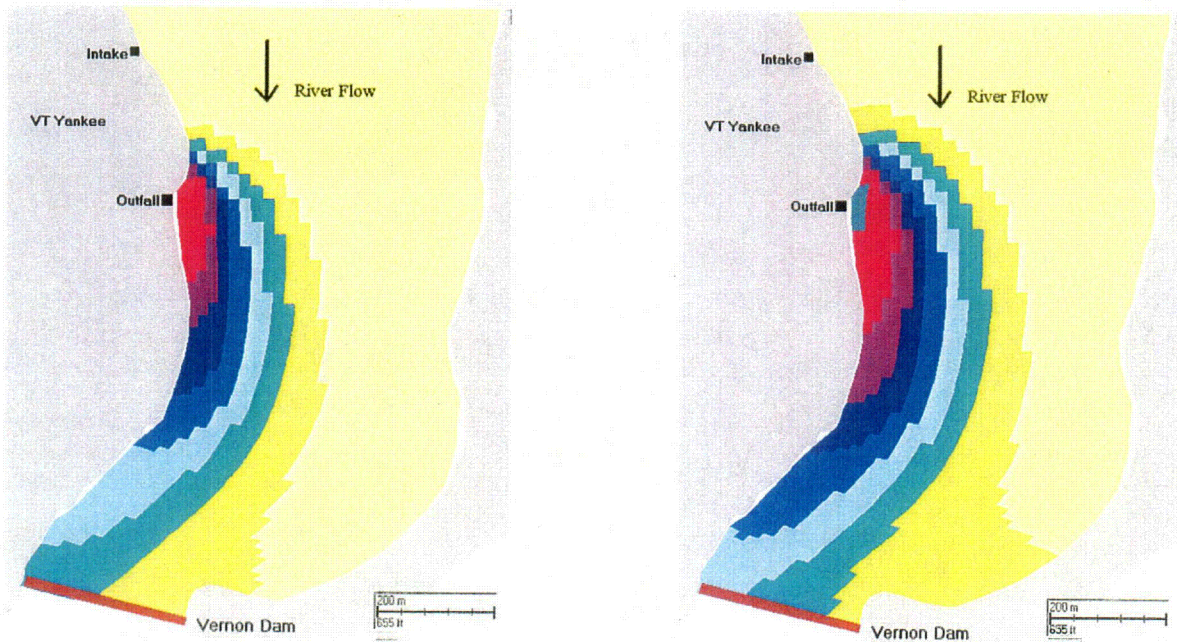 Intake
River Flow
VT Yankee
Outfall
200 m
655 ft
Vernon Dam
Intake
River Flow
VT Yankee
Outfall
200 m
635 ft
Vernon Dam